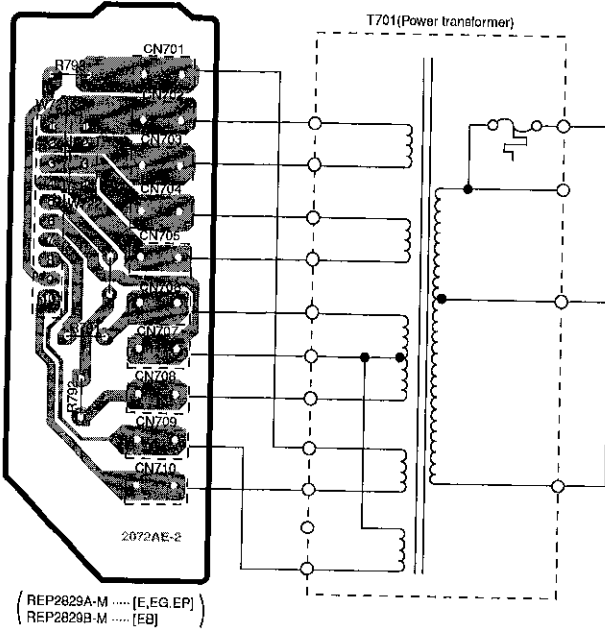 T701(Power transformer)
CN701
R793
CN702
CN703
CN704
CN705
CN706
CN707
R791
CN708
R792
CN709
CN710
2072AE-2
REP2829A-M ····· [E,EG.EP]
REP2829B-M ····· [EB]